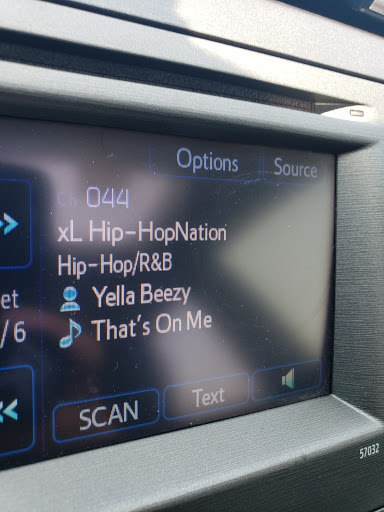 Options Source
Ch 044
xL Hip-HopNation
Hip-Hop/R&B
Yella Beezy
et
That's On Me
/6
SCAN Text
57032